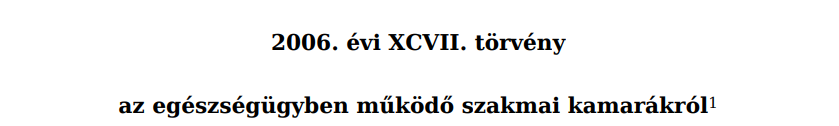 2006. évi XCVII. törvény
az egészségügyben működő szakmai kamarákról1